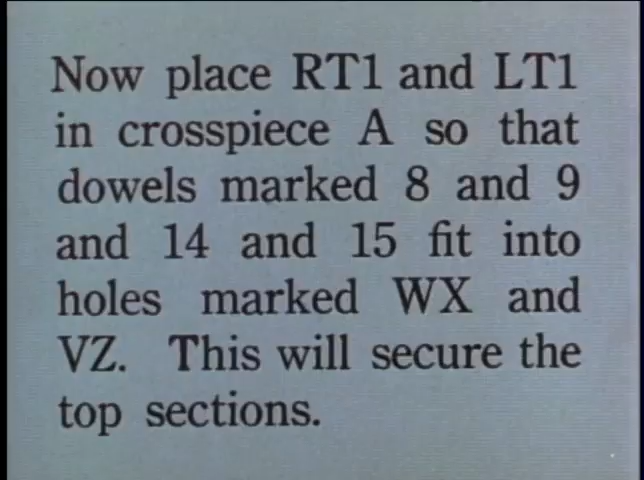 Now place RT1 and LT1
in crosspiece A so that
dowels marked 8 and 9
and 14 and 15 fit into
holes marked WX and
VZ. This will secure the
top sections.